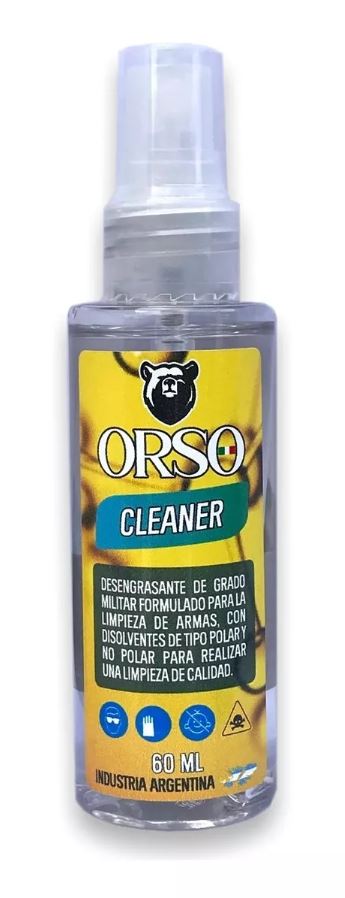 ORSO
CLEANER
DESENGRASANTE DE GRADO
MILITAR FORMULADO PARA LA
LIMPIEZA DE ARMAS, CON
DISOLVENTES DE TIPO POLAR Y
NO POLAR PARA REALIZAR
UNA LIMPIEZA DE CALIDAD.
60 ML
INDUSTRIA ARGENTINA